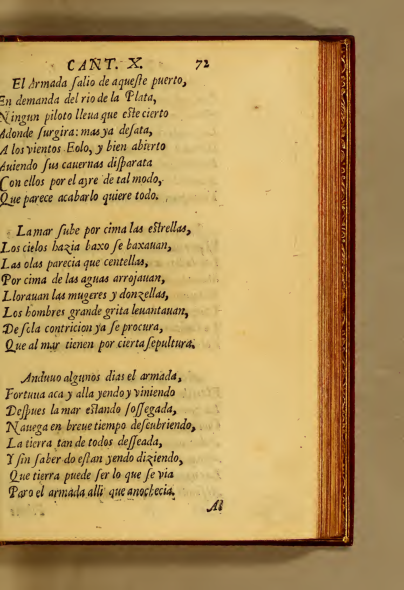 CANT. X. 72
El Armada salio de aqueste puerto,
En demanda del rio de la Plata,
Ningun piloto lleua que este cierto
Adonde surgira: mas ya desata,
A los vientos Eolo, y bien abierto
Auiendo sus cauernas disparata
Con ellos por el ayre de tal modo,
Que parece acabarlo quiere todo.
La mar sube por cima las estrellas,
Los cielos hazia baxo se baxauan,
Las olas parecia que centellas,
Por cima de las aguas arrojauan,
Llorauan las mugeres y donzellas,
Los hombres grande grita leuantauan,
De sola contricion ya se procura,
Que al mar tienen por cierta sepultura.
Anduuo algunos dias el armada,
Fortuua aca y alla yendo y viniendo
Despues la mar estando sossegada,
Nauega en breue tiempo descubriendo,
La tierra tan de todos desseada,
Y sin saber do estan yendo diziendo,
Que tierra puede ser lo que se via
Paro el armada alli que anochecia.
Al